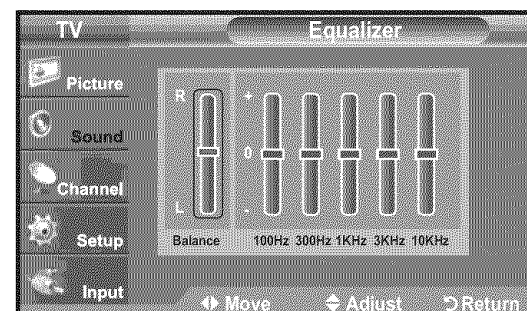 TV
Equalizer
Picture
Sound
Channel
Setup
Input
R
L
Balance
+
0
-
100Hz 300Hz 1KHz 3KHz 10KHz
Move
Adjust
Return